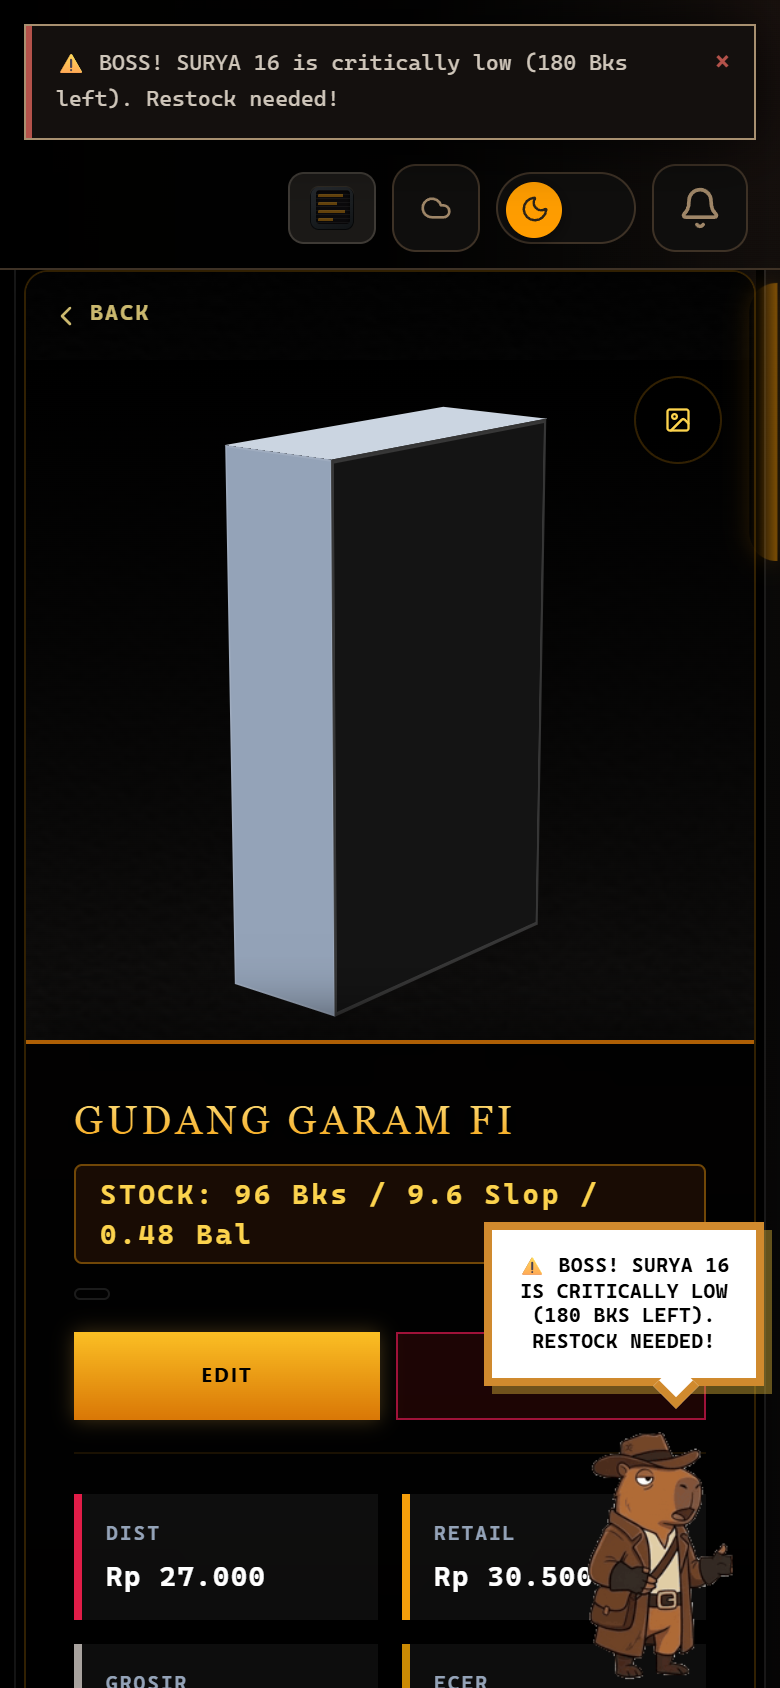 ⚠️ BOSS! SURYA 16 is critically low (180 Bks
left). Restock needed!
×
BACK
GUDANG GARAM FI
STOCK: 96 Bks / 9.6 Slop /
0.48 Bal
⚠️ BOSS! SURYA 16
IS CRITICALLY LOW
(180 BKS LEFT).
RESTOCK NEEDED!
EDIT
DIST
Rp 27.000
RETAIL
Rp 30.500
GROSIR
ECER